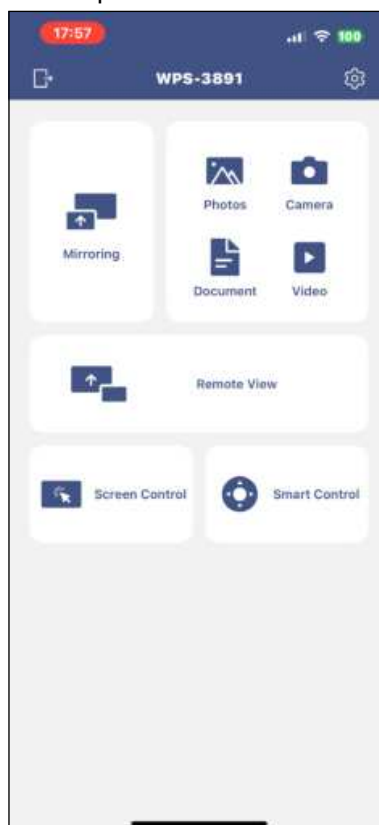 17:57 100
WPS-3891
Photos Camera
Mirroring
Document Video
Remote View
Screen Control Smart Control